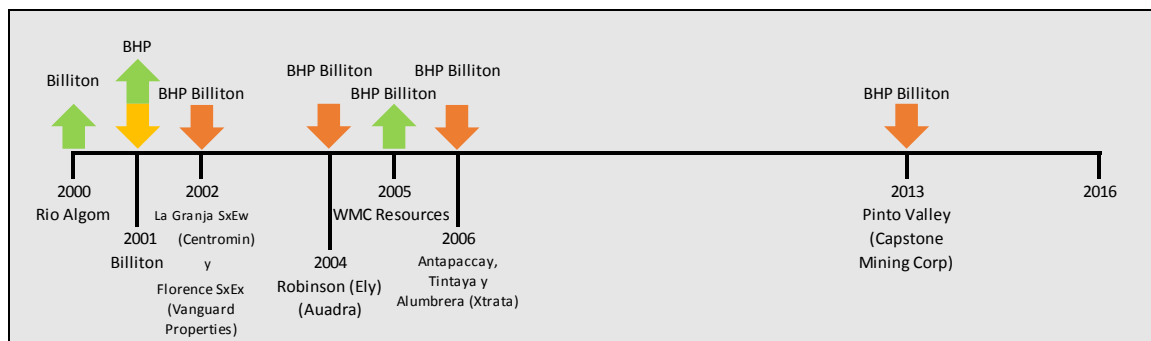 BHP
Billiton
BHP Billiton
BHP Billiton
BHP Billiton
BHP Billiton
BHP Billiton
2000
Rio Algom
2001
Billiton
2002
La Granja SxEw
(Centromin)
y
Florence SxEx
(Vanguard
Properties)
2004
Robinson (Ely)
(Auadra)
2005
WMC Resources
2006
Antapaccay,
Tintaya y
Alumbrera (Xtrata)
2013
Pinto Valley
(Capstone
Mining Corp)
2016